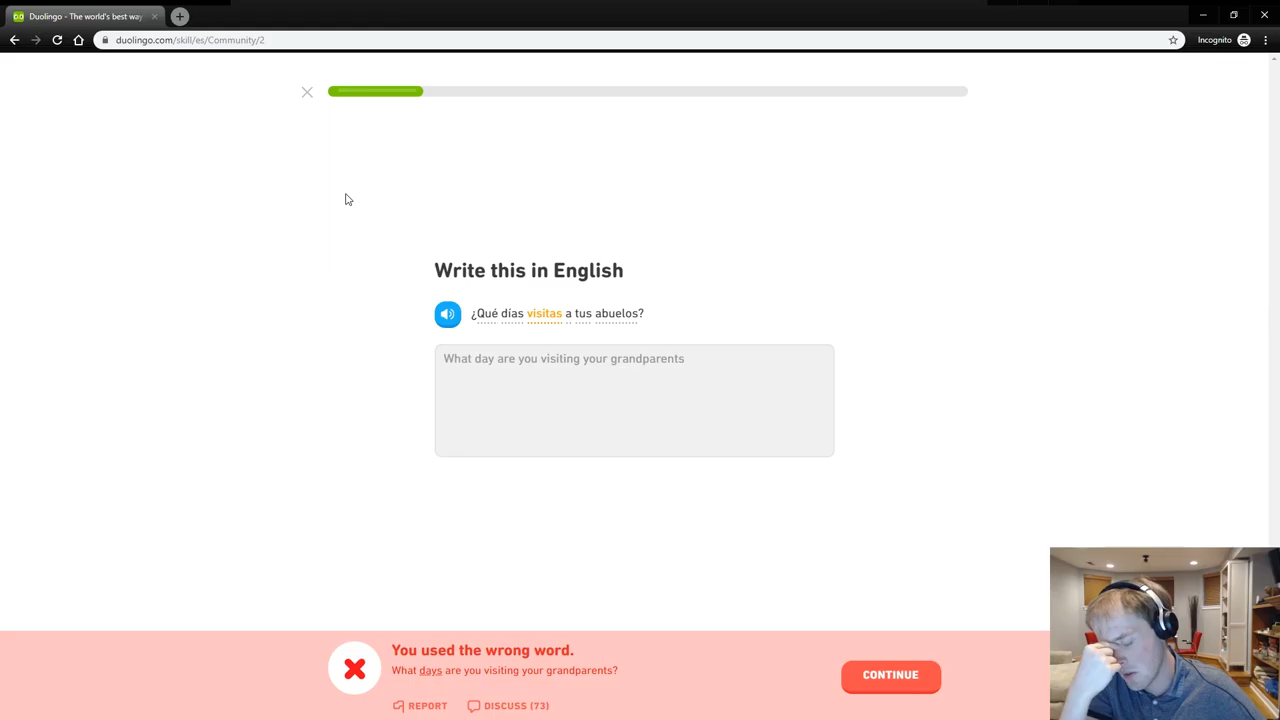 Duolingo - The world's best way
duolingo.com/skill/es/Community/2
Incognito
Write this in English
¿Qué días visitas a tus abuelos?
What day are you visiting your grandparents
You used the wrong word.
What days are you visiting your grandparents?
CONTINUE
REPORT
DISCUSS (73)